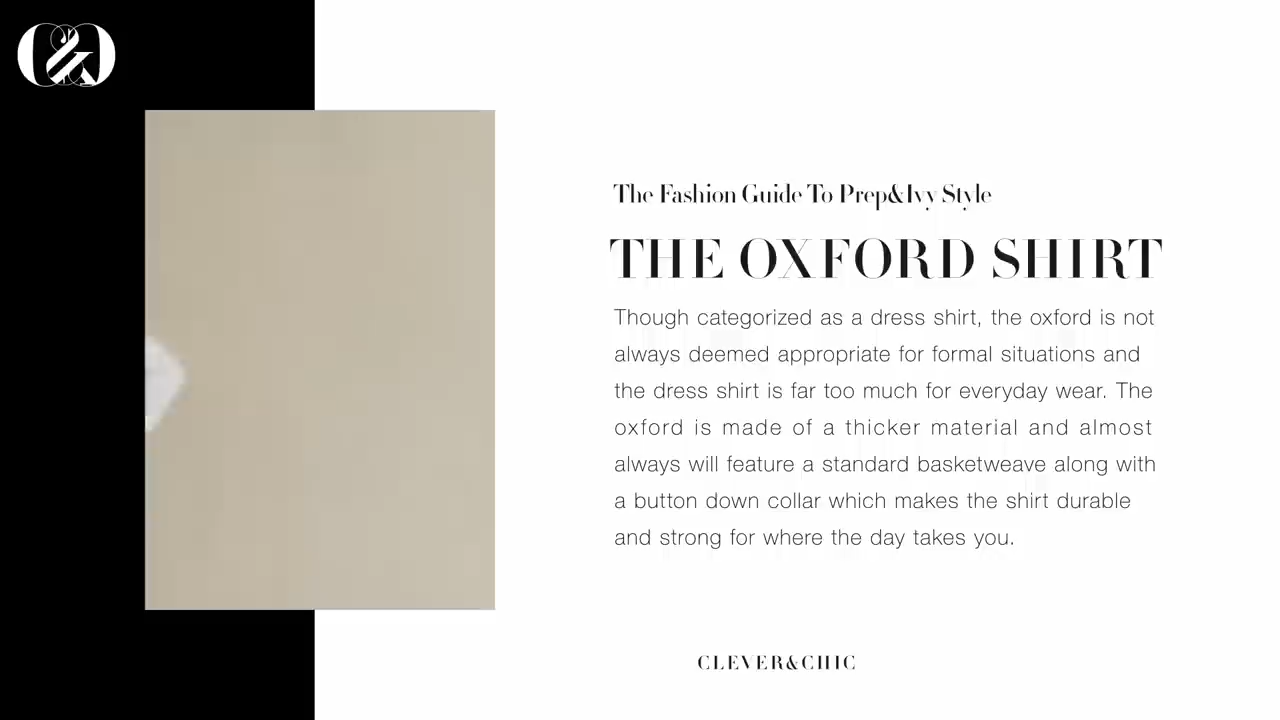 The Fashion Guide To Prep&Ivy Style
THE OXFORD SHIRT
Though categorized as a dress shirt, the oxford is not
always deemed appropriate for formal situations and
the dress shirt is far too much for everyday wear. The
oxford is made of a thicker material and almost
always will feature a standard basketweave along with
a button down collar which makes the shirt durable
and strong for where the day takes you.
CLEVER&CHIC